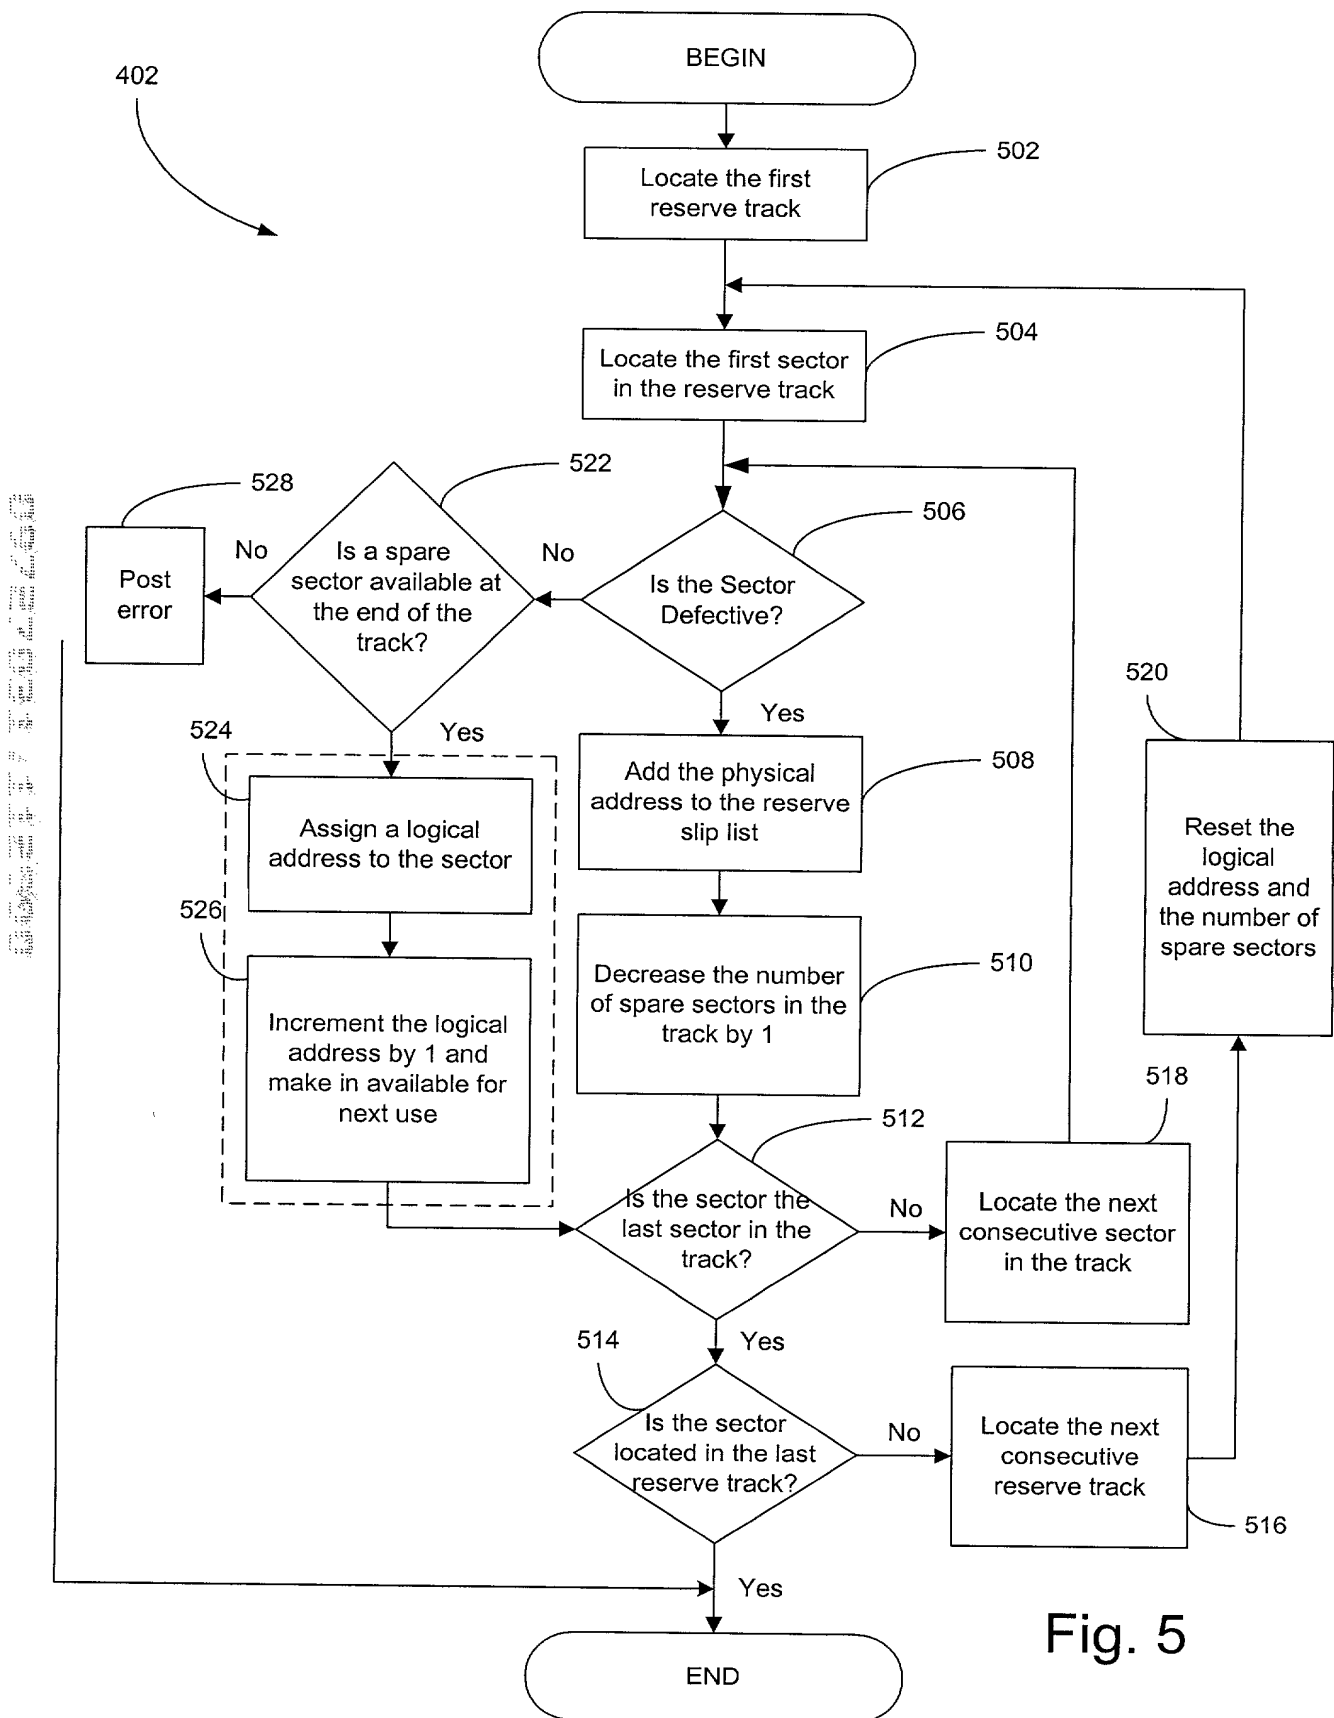 BEGIN
402
502
Locate the first
reserve track
504
Locate the first sector
in the reserve track
522
528
506
No
No
Is a spare
sector available at
the end of the
track?
Post
error
Is the Sector
Defective?
520
524
Yes
Yes
508
Add the physical
address to the reserve
slip list
Assign a logical
address to the sector
Reset the
logical
address and
the number of
spare sectors
526
510
Decrease the number
of spare sectors in the
track by 1
Increment the logical
address by 1 and
make in available for
next use
518
512
Is the sector the
last sector in the
track?
No
Locate the next
consecutive sector
in the track
514
Yes
Is the sector
located in the last
reserve track?
No
Locate the next
consecutive
reserve track
516
Yes
Fig. 5
END